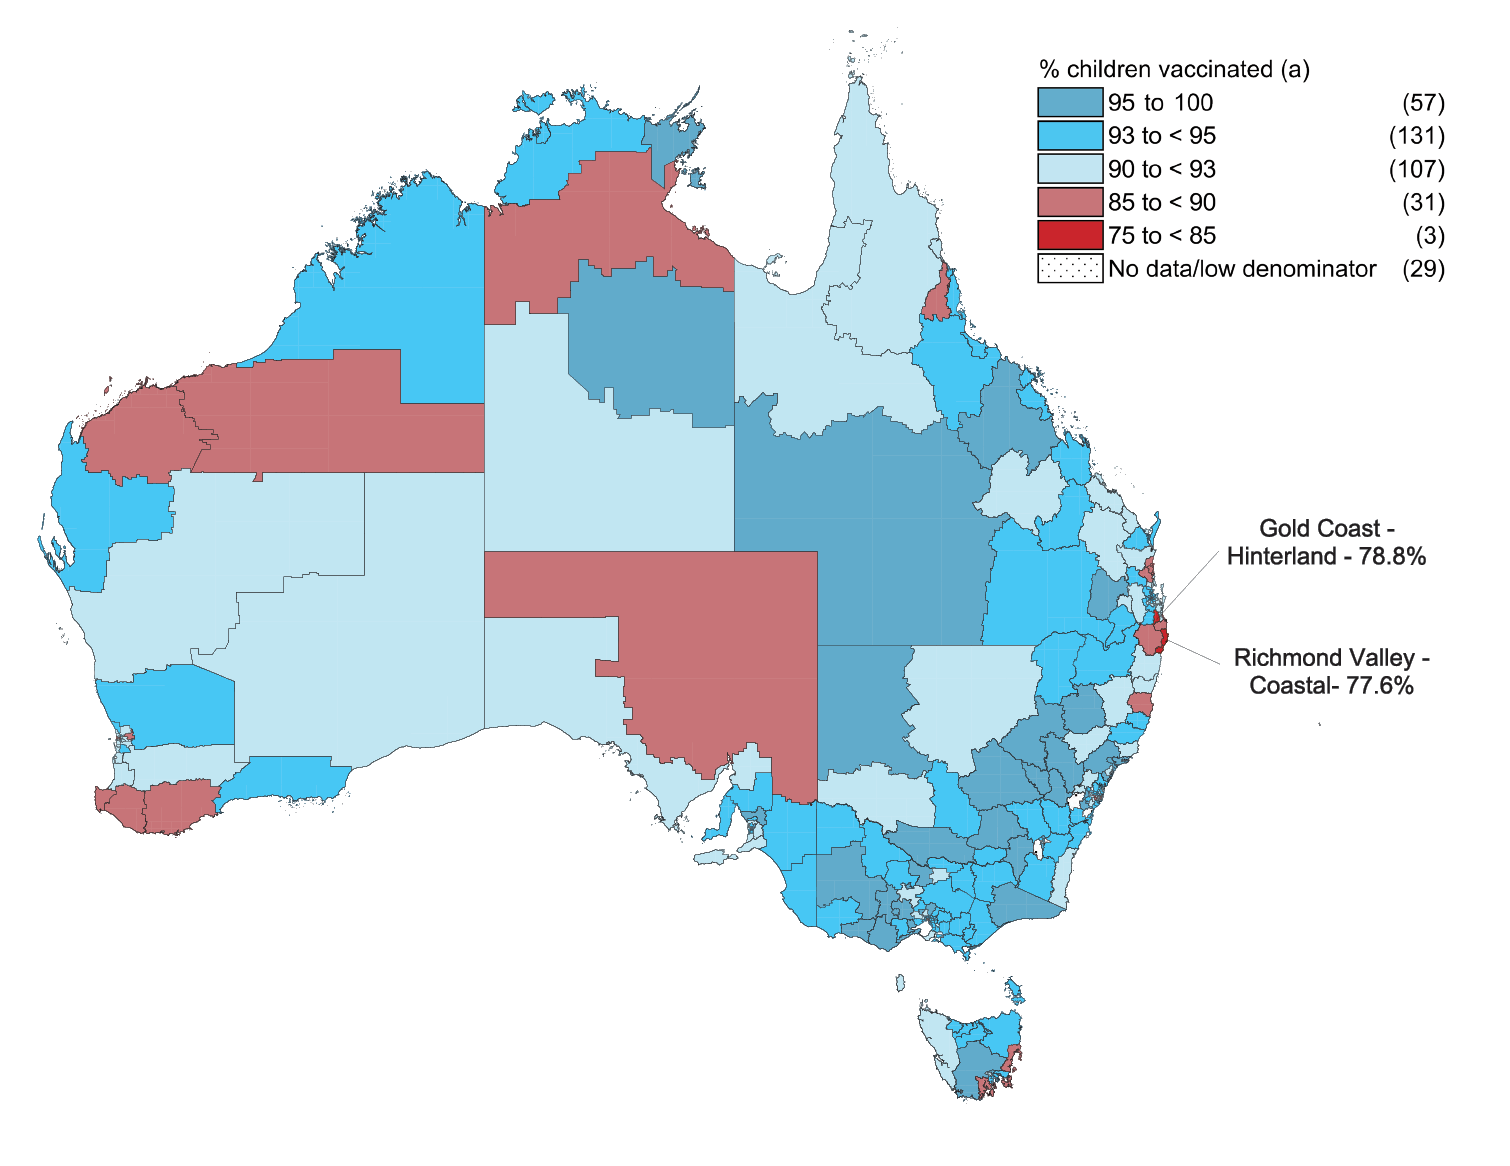 % children vaccinated (a)
95 to 100 (57)
93 to < 95 (131)
90 to < 93 (107)
85 to < 90 (31)
75 to < 85 (3)
No data/low denominator (29)
Gold Coast -
Hinterland - 78.8%
Richmond Valley -
Coastal- 77.6%